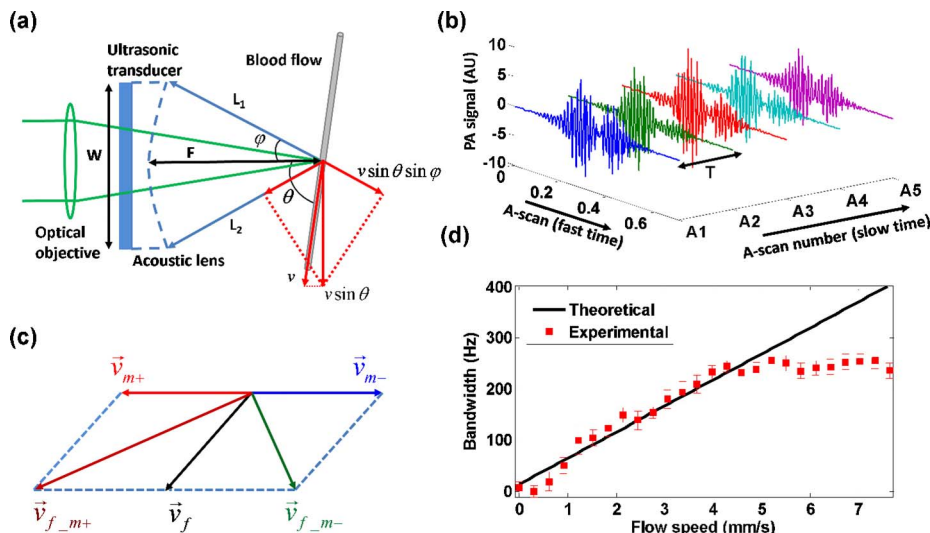 (a)
Ultrasonic
transducer
Blood flow
L₁
φ
W
F
v sin θ sin φ
θ
L₂
Optical
objective
Acoustic lens
v
v sin θ
(b)
PA signal (AU)
10
5
0
-5
-10
0
0.2
0.4
0.6
A-scan (fast time)
T
A1
A2
A3
A4
A5
A-scan number (slow time)
(c)
v⃗m+
v⃗m−
v⃗f_m+
v⃗f
v⃗f_m−
(d)
Theoretical
Experimental
Bandwidth (Hz)
400
300
200
100
0
0 1 2 3 4 5 6 7
Flow speed (mm/s)